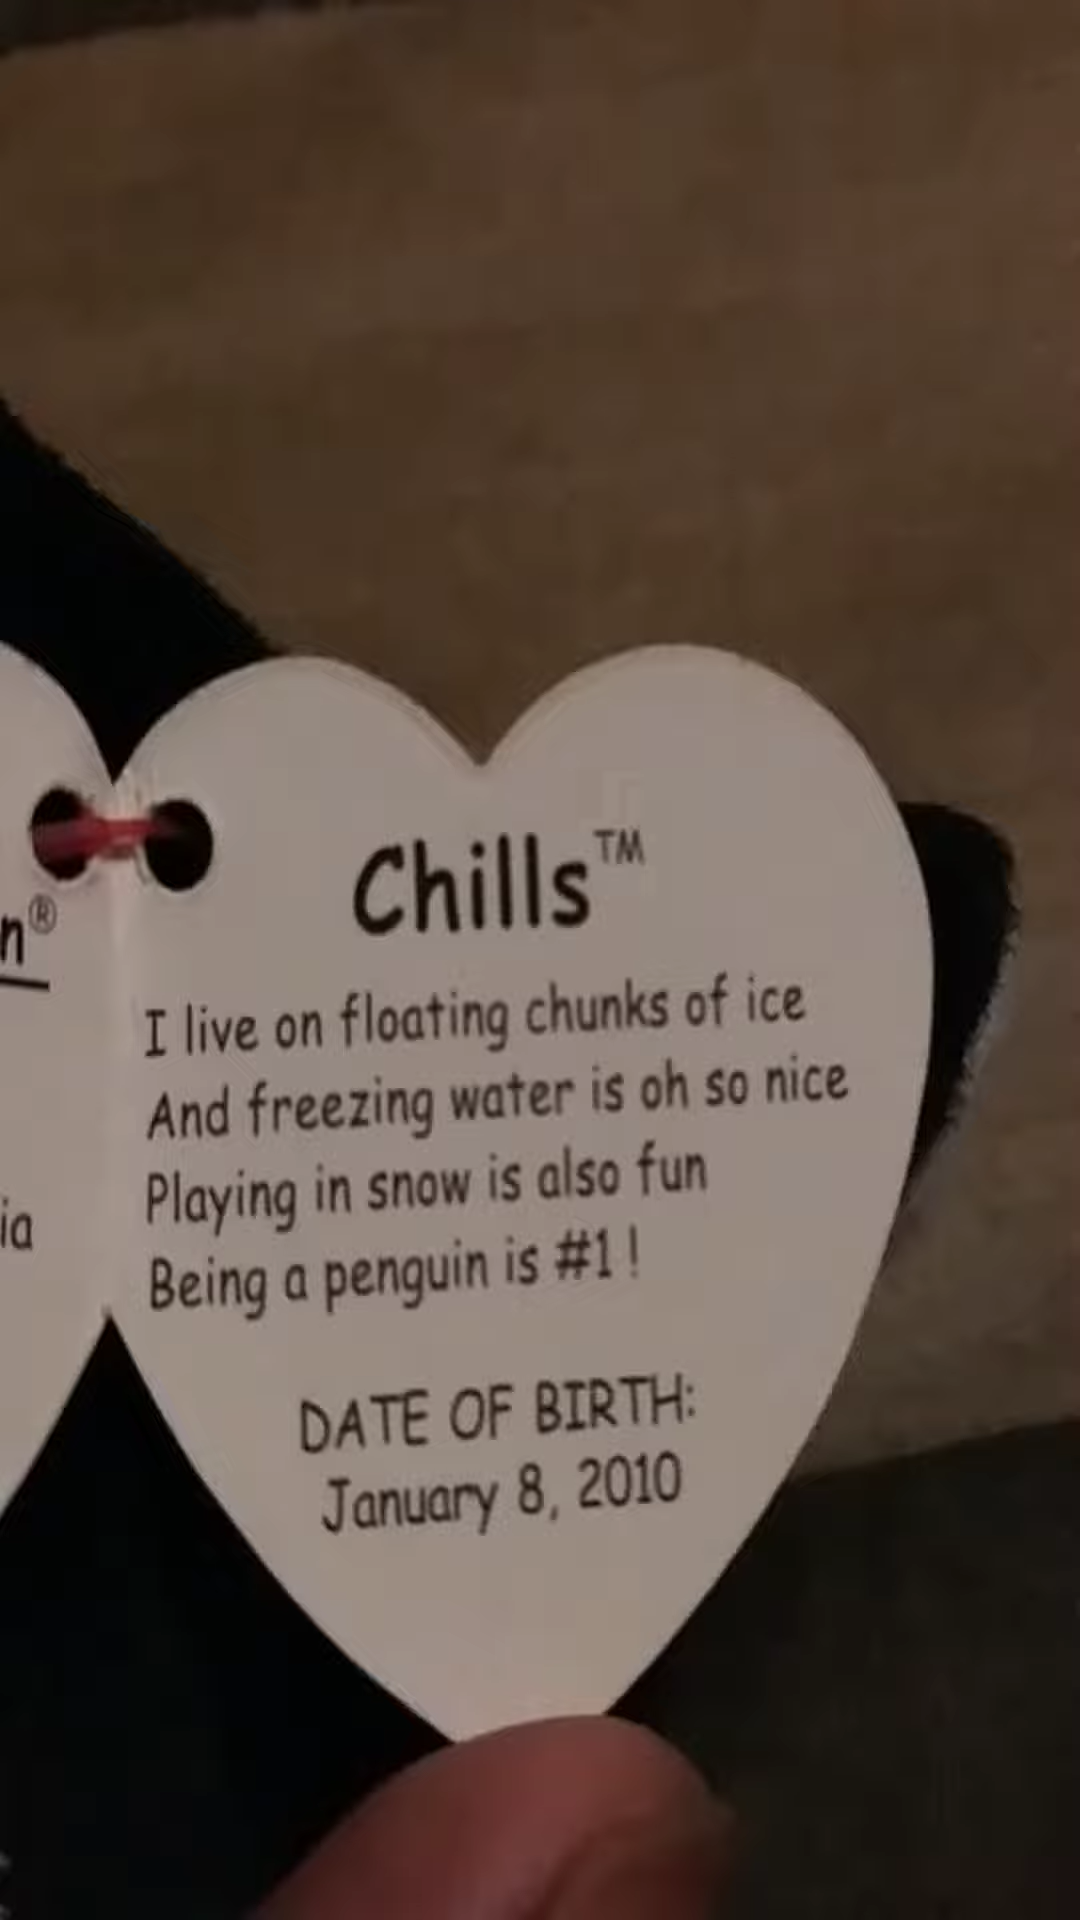 Chills™
I live on floating chunks of ice
And freezing water is oh so nice
Playing in snow is also fun
Being a penguin is #1 !
DATE OF BIRTH:
January 8, 2010
n®
ia